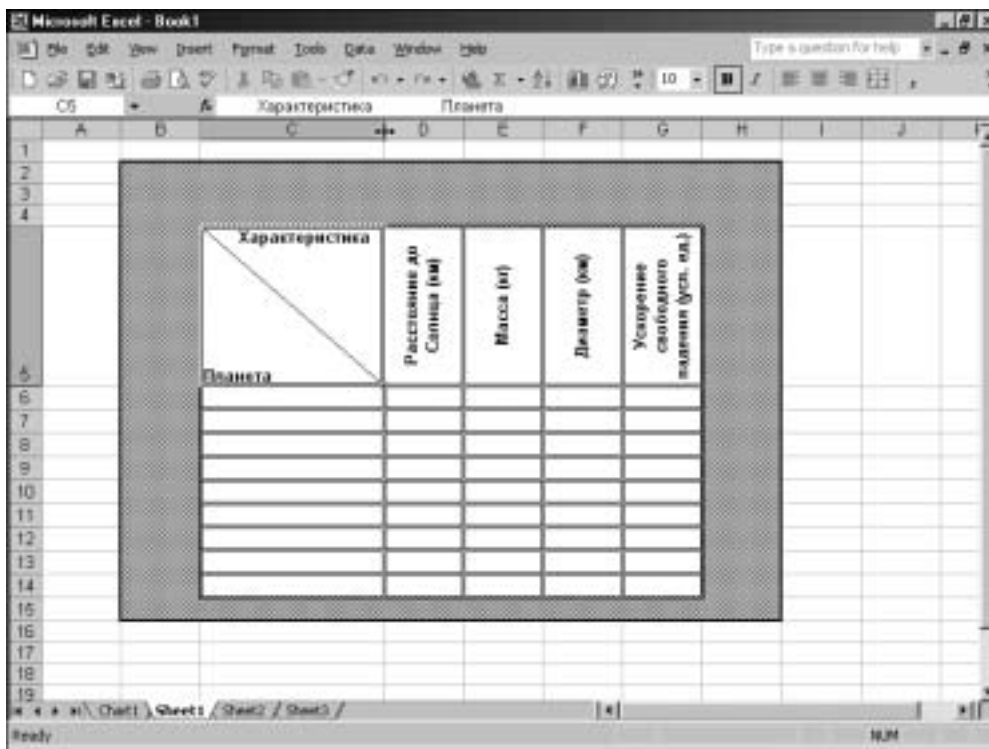 Microsoft Excel - Book1
File Edit View Insert Format Tools Data Window Help Type a question for help
10
C5 Характеристика Планета
A B C D E F G H I J
1
2
3
4
Характеристика
Планета
Расстояние до
Солнца (км)
Масса (кг)
Диаметр (км)
Ускорение
свободного
падения (усл. ед.)
5
6
7
8
9
10
11
12
13
14
15
16
17
18
19
Chart1 Sheet1 Sheet2 Sheet3
Ready NUM